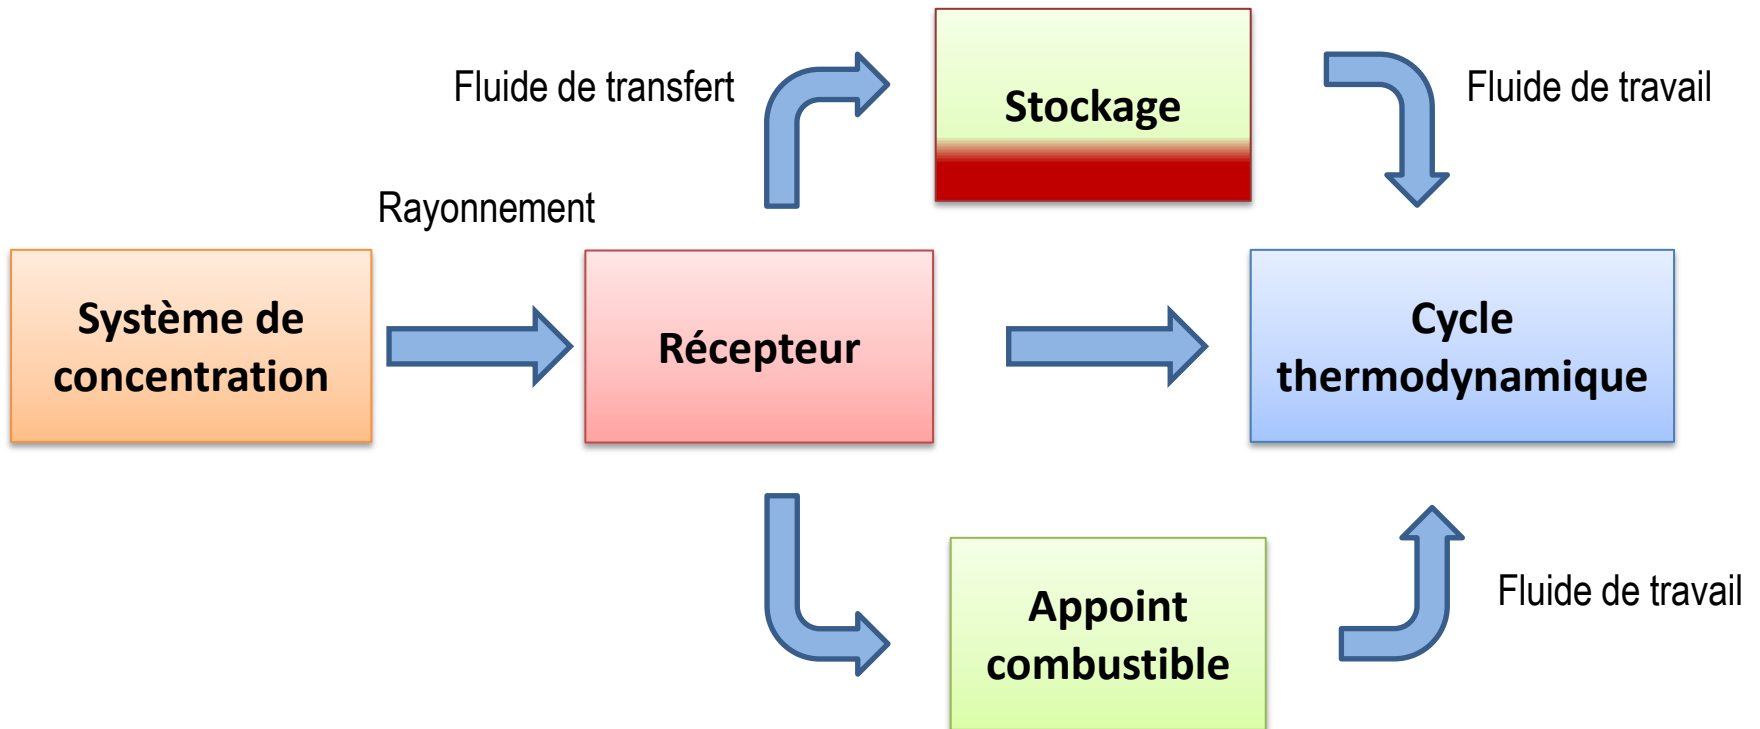 Fluide de transfert
Stockage
Fluide de travail
Rayonnement
Système de
concentration
Récepteur
Cycle
thermodynamique
Appoint
combustible
Fluide de travail